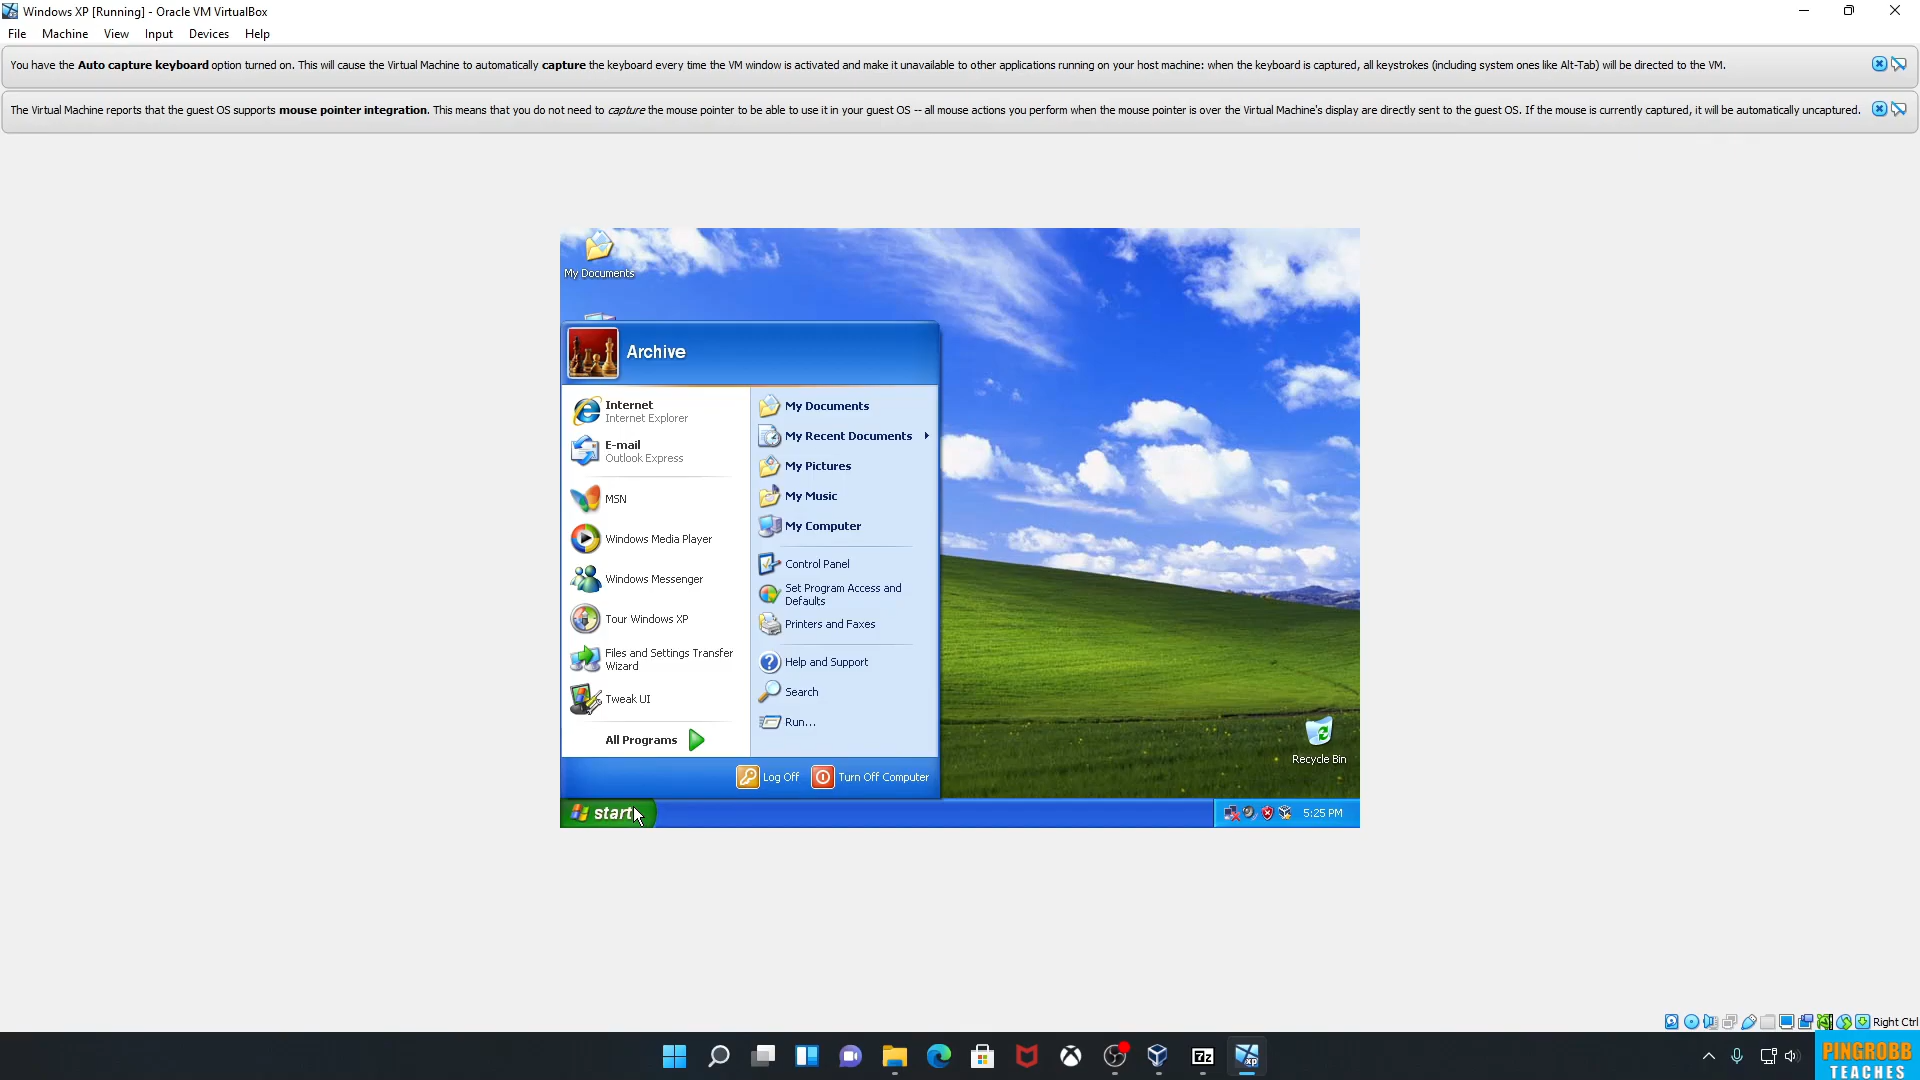 Windows XP [Running] - Oracle VM VirtualBox
File Machine View Input Devices Help
You have the Auto capture keyboard option turned on. This will cause the Virtual Machine to automatically capture the keyboard every time the VM window is activated and make it unavailable to other applications running on your host machine: when the keyboard is captured, all keystrokes (including system ones like Alt-Tab) will be directed to the VM.
The Virtual Machine reports that the guest OS supports mouse pointer integration. This means that you do not need to capture the mouse pointer to be able to use it in your guest OS -- all mouse actions you perform when the mouse pointer is over the Virtual Machine's display are directly sent to the guest OS. If the mouse is currently captured, it will be automatically uncaptured.
My Documents
Archive
Internet
Internet Explorer
E-mail
Outlook Express
MSN
Windows Media Player
Windows Messenger
Tour Windows XP
Files and Settings Transfer
Wizard
Tweak UI
All Programs
My Documents
My Recent Documents
My Pictures
My Music
My Computer
Control Panel
Set Program Access and
Defaults
Printers and Faxes
Help and Support
Search
Run...
Log Off Turn Off Computer
Recycle Bin
start
5:25 PM
Right Ctrl
7z
xp
PINGROBB
TEACHES